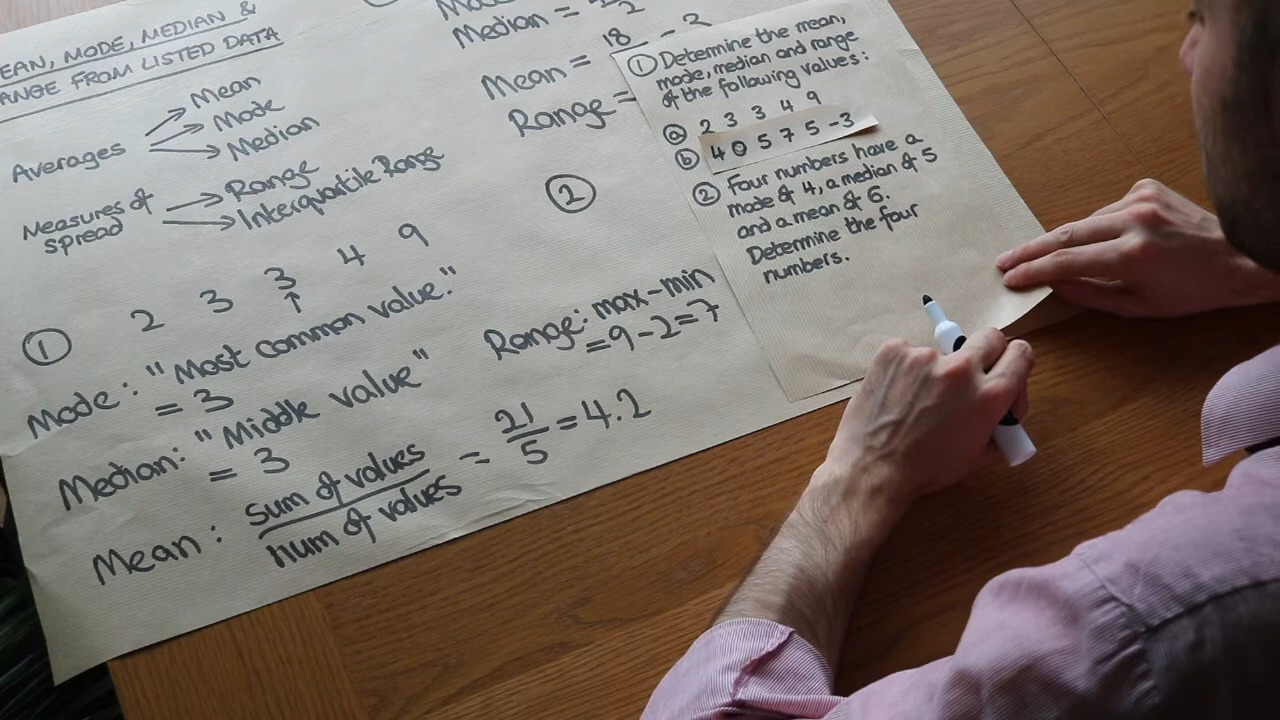 EAN, MODE, MEDIAN &
ANGE FROM LISTED DATA
Averages
Mean
Mode
Median
Measures of
spread
Range
Interquartile Range
①
2 3 3 4 9
↑
Mode: "Most common value."
= 3
Median: "Middle value"
= 3
Mean: sum of values
num of values
= 21
5
= 4.2
Range: max-min
= 9-2=7
Median =
2
Mean = 18
Range =
②
① Determine the mean,
mode, median and range
of the following values:
ⓐ 2 3 3 4 9
ⓑ 4 0 5 7 5 -3
② Four numbers have a
mode of 4, a median of 5
and a mean of 6.
Determine the four
numbers.